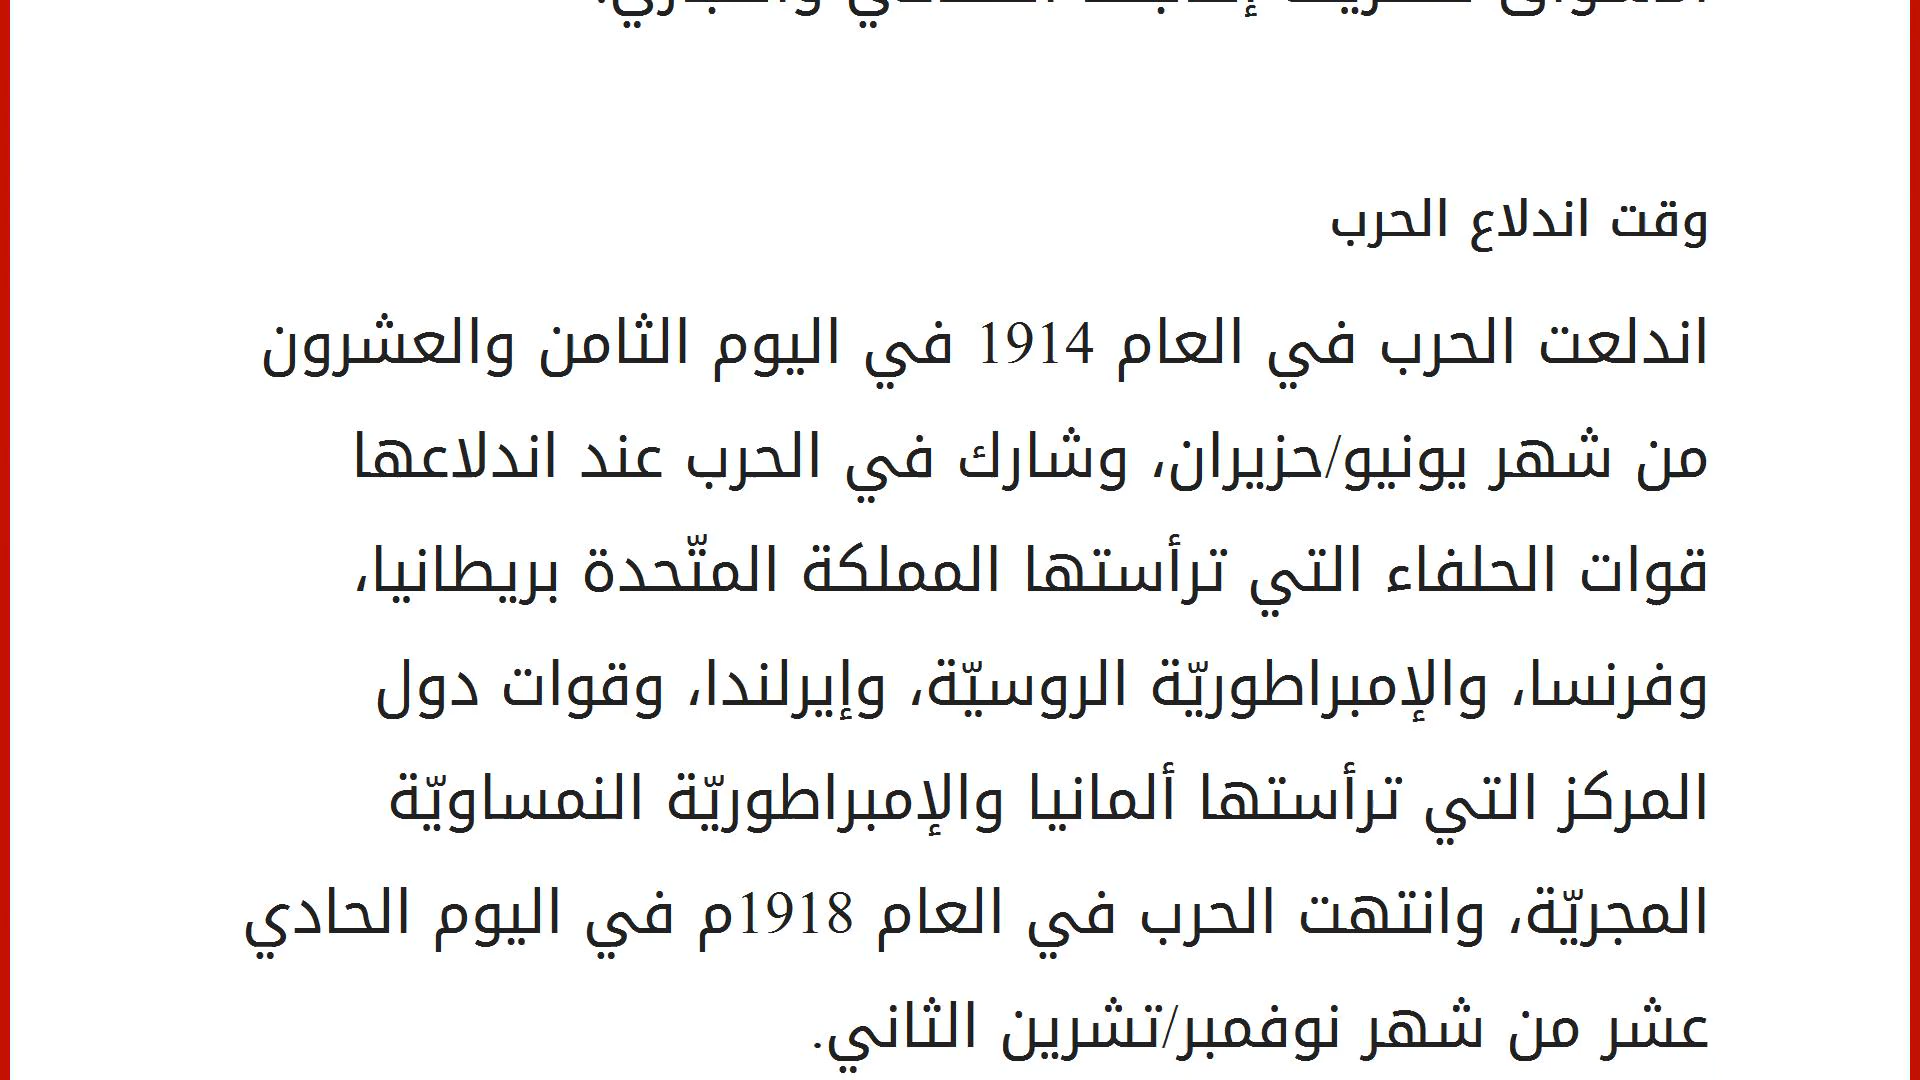 وقت اندلاع الحرب
اندلعت الحرب في العام 1914 في اليوم الثامن والعشرون
من شهر يونيو/حزيران، وشارك في الحرب عند اندلاعها
قوات الحلفاء التي ترأستها المملكة المتّحدة بريطانيا،
وفرنسا، والإمبراطوريّة الروسيّة، وإيرلندا، وقوات دول
المركز التي ترأستها ألمانيا والإمبراطوريّة النمساويّة
المجريّة، وانتهت الحرب في العام 1918م في اليوم الحادي
عشر من شهر نوفمبر/تشرين الثاني.